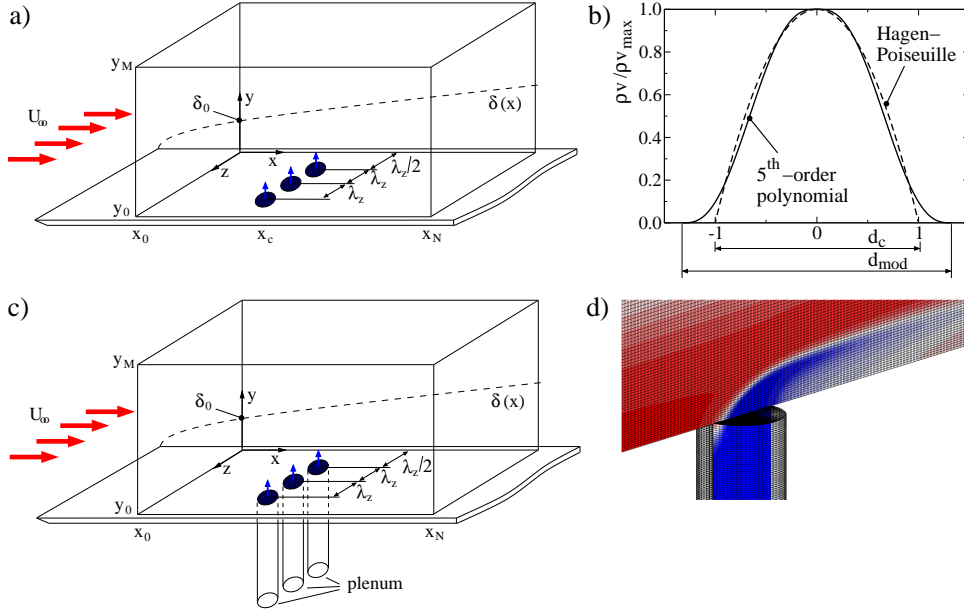 a)
y_M
U_∞
δ_0
y
δ(x)
x
z
λ_z/2
λ_z
λ_z
y_0
x_0
x_c
x_N
b)
ρv/ρv_max
1.0
0.8
0.6
0.4
0.2
0.0
Hagen–
Poiseuille
5^th–order
polynomial
-1
0
1
d_c
d_mod
c)
y_M
U_∞
δ_0
y
δ(x)
x
z
λ_z/2
λ_z
λ_z
y_0
x_0
x_N
plenum
d)